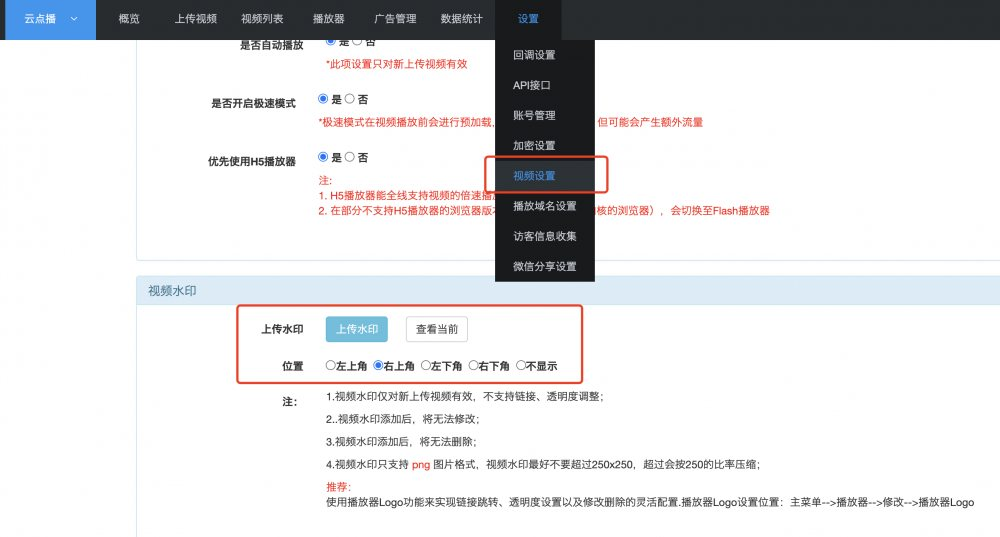 云点播 概览 上传视频 视频列表 播放器 广告管理 数据统计 设置
是否自动播放 是 否
*此项设置只对新上传视频有效
是否开启极速模式 是 否
*极速模式在视频播放前会进行预加载, 但可能会产生额外流量
优先使用H5播放器 是 否
注:
1. H5播放器能全线支持视频的倍速播
2. 在部分不支持H5播放器的浏览器版 核的浏览器），会切换至Flash播放器
回调设置
API接口
账号管理
加密设置
视频设置
播放域名设置
访客信息收集
微信分享设置
视频水印
上传水印 上传水印 查看当前
位置 左上角 右上角 左下角 右下角 不显示
注: 1.视频水印仅对新上传视频有效，不支持链接、透明度调整；
2..视频水印添加后，将无法修改；
3.视频水印添加后，将无法删除；
4.视频水印只支持 png 图片格式，视频水印最好不要超过250x250，超过会按250的比率压缩；
推荐:
使用播放器Logo功能来实现链接跳转、透明度设置以及修改删除的灵活配置.播放器Logo设置位置：主菜单-->播放器-->修改-->播放器Logo